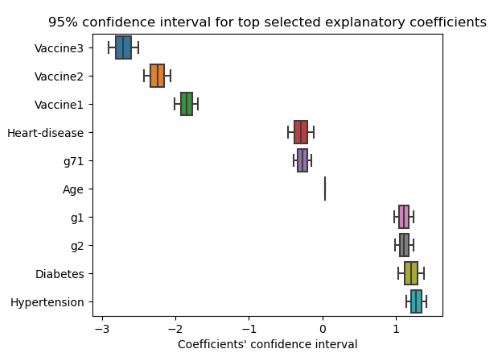 95% confidence interval for top selected explanatory coefficients
Vaccine3
Vaccine2
Vaccine1
Heart-disease
g71
Age
g1
g2
Diabetes
Hypertension
−3 −2 −1 0 1
Coefficients' confidence interval